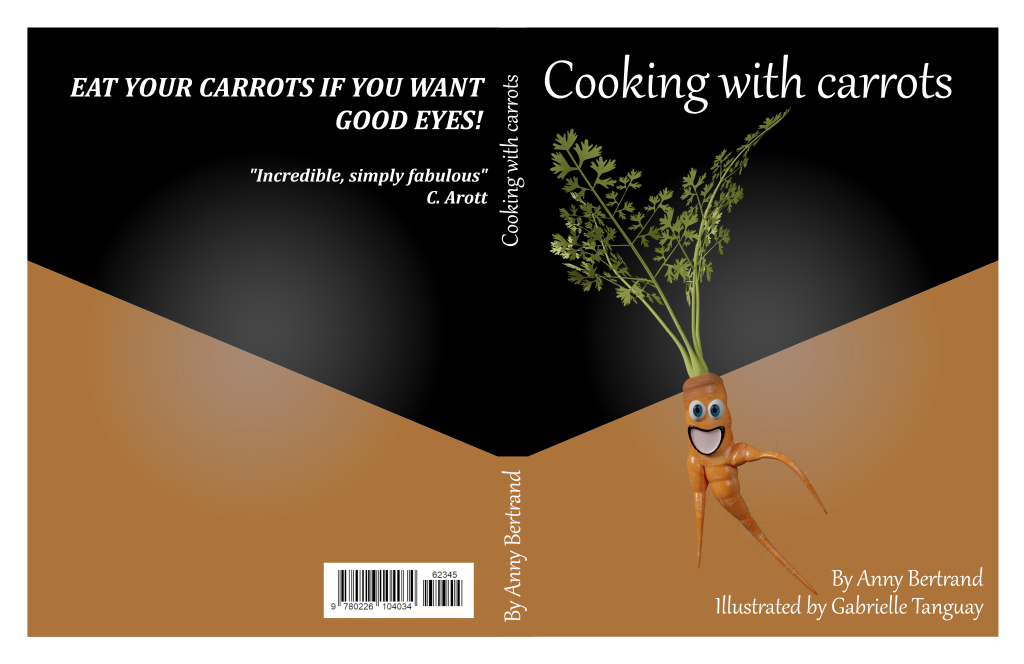 EAT YOUR CARROTS IF YOU WANT
GOOD EYES!
"Incredible, simply fabulous"
C. Arott
62345
9 780226 104034
Cooking with carrots
By Anny Bertrand
Cooking with carrots
By Anny Bertrand
Illustrated by Gabrielle Tanguay